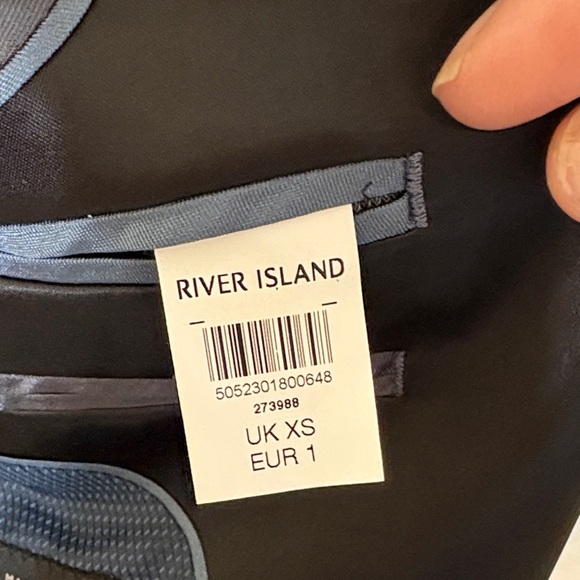 RIVER ISLAND
5052301800648
273988
UK XS
EUR 1